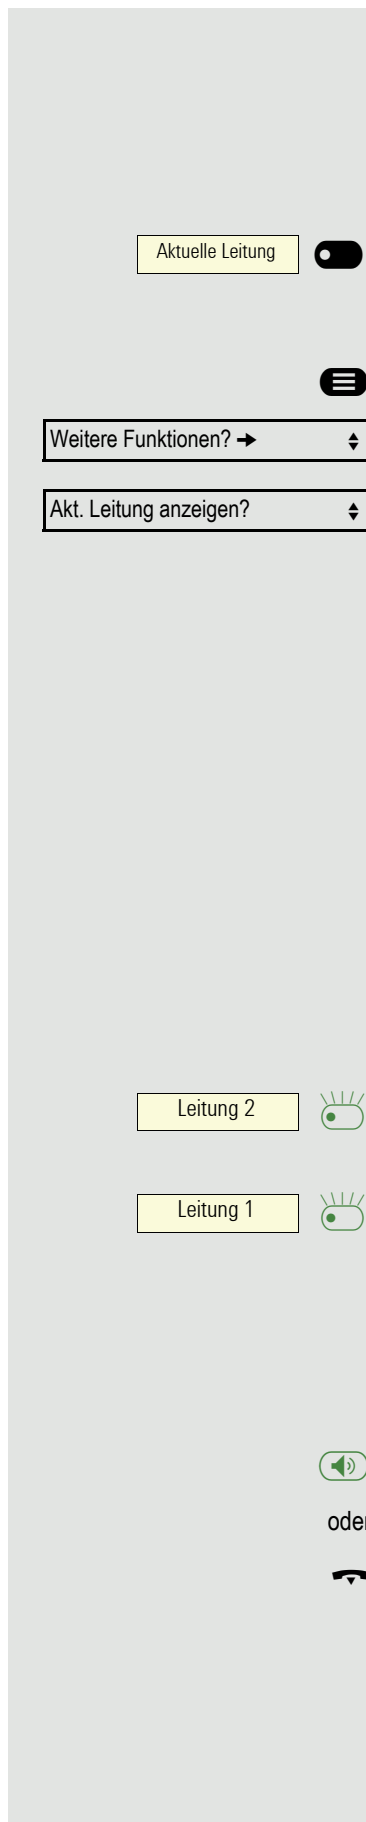 Aktuelle Leitung
Weitere Funktionen?
Akt. Leitung anzeigen?
Leitung 2
Leitung 1
oder